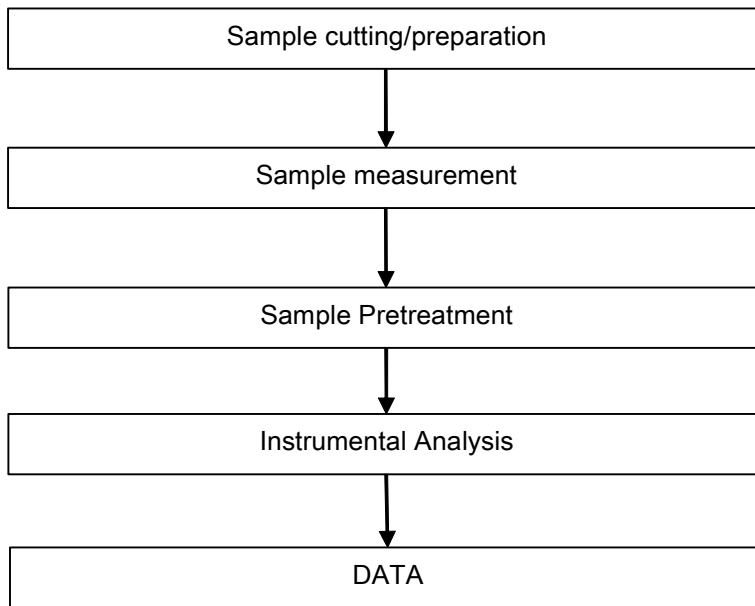 Sample cutting/preparation
Sample measurement
Sample Pretreatment
Instrumental Analysis
DATA